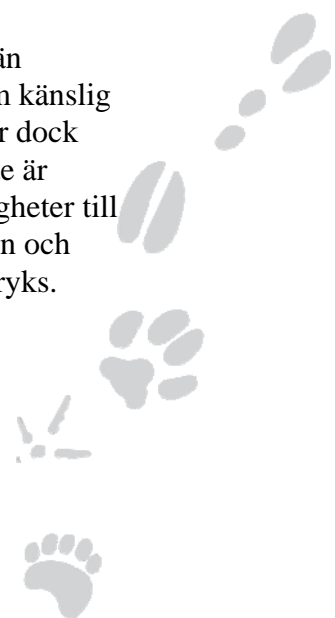 än
n känslig
r dock
e är
gheter till
n och
ryks.